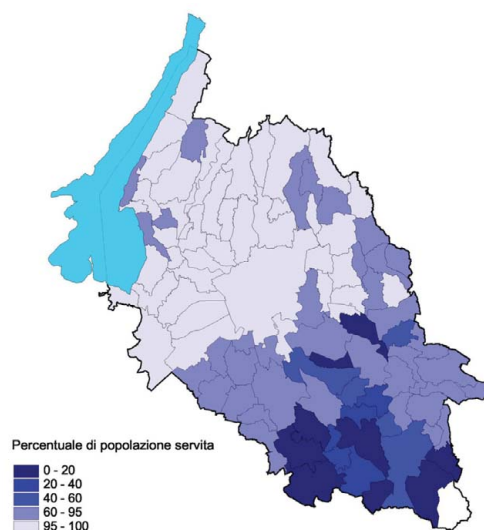 Percentuale di popolazione servita
0 - 20
20 - 40
40 - 60
60 - 95
95 - 100